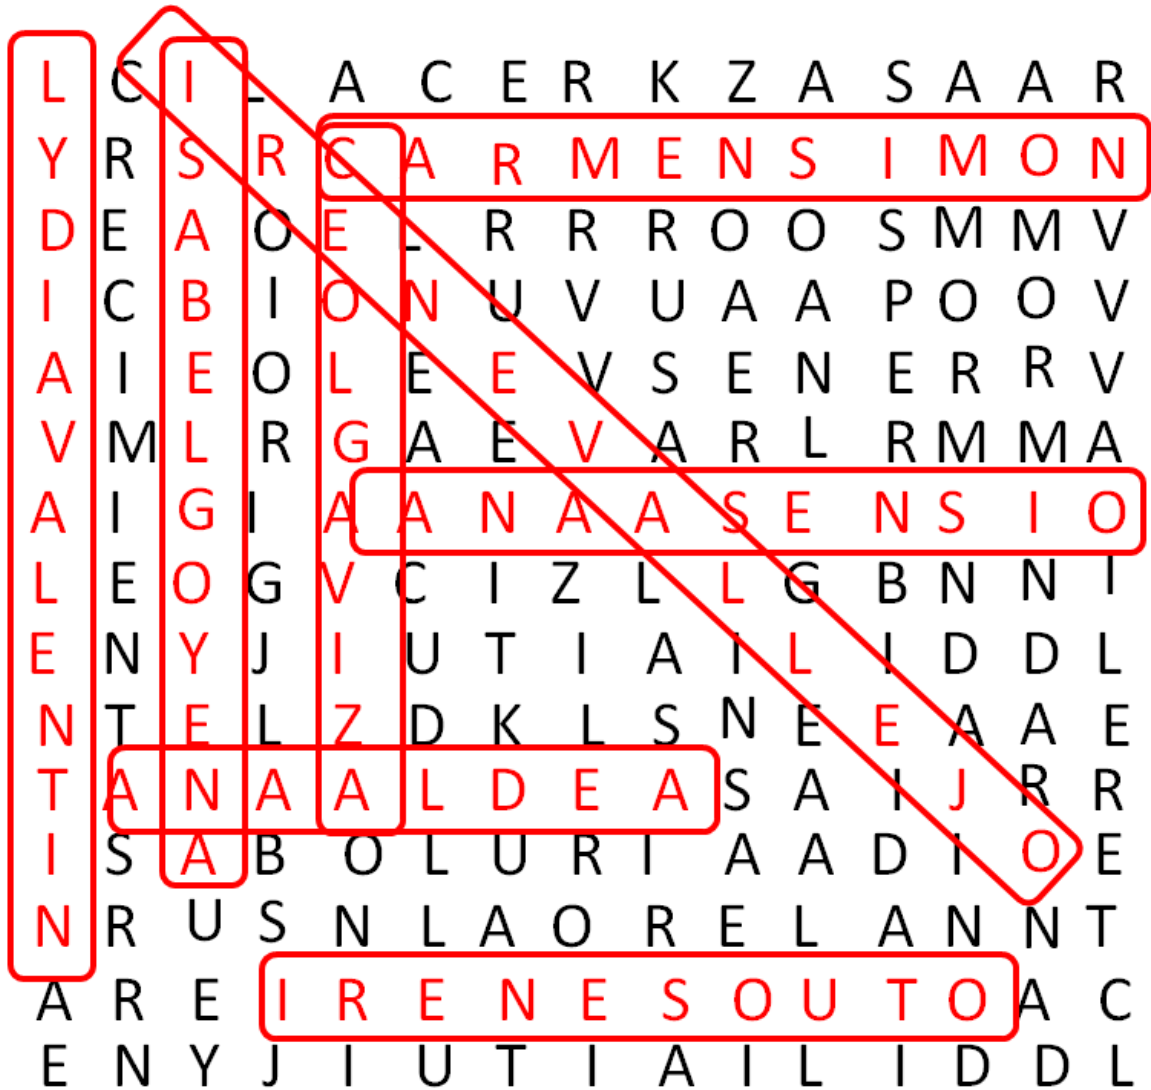 L C I L A C E R K Z A S A A R
Y R S R C A R M E N S I M O N
D E A O E L R R R O O S M M V
I C B I O N U V U A A P O O V
A I E O L E E V S E N E R R V
V M L R G A E V A R L R M M A
A I G I A A N A A S E N S I O
L E O G V C I Z L L G B N N I
E N Y J I U T I A I L I D D L
N T E L Z D K L S N E E A A E
T A N A A L D E A S A I J R R
I S A B O L U R I A A D I O E
N R U S N L A O R E L A N N T
A R E I R E N E S O U T O A C
E N Y J I U T I A I L I D D L